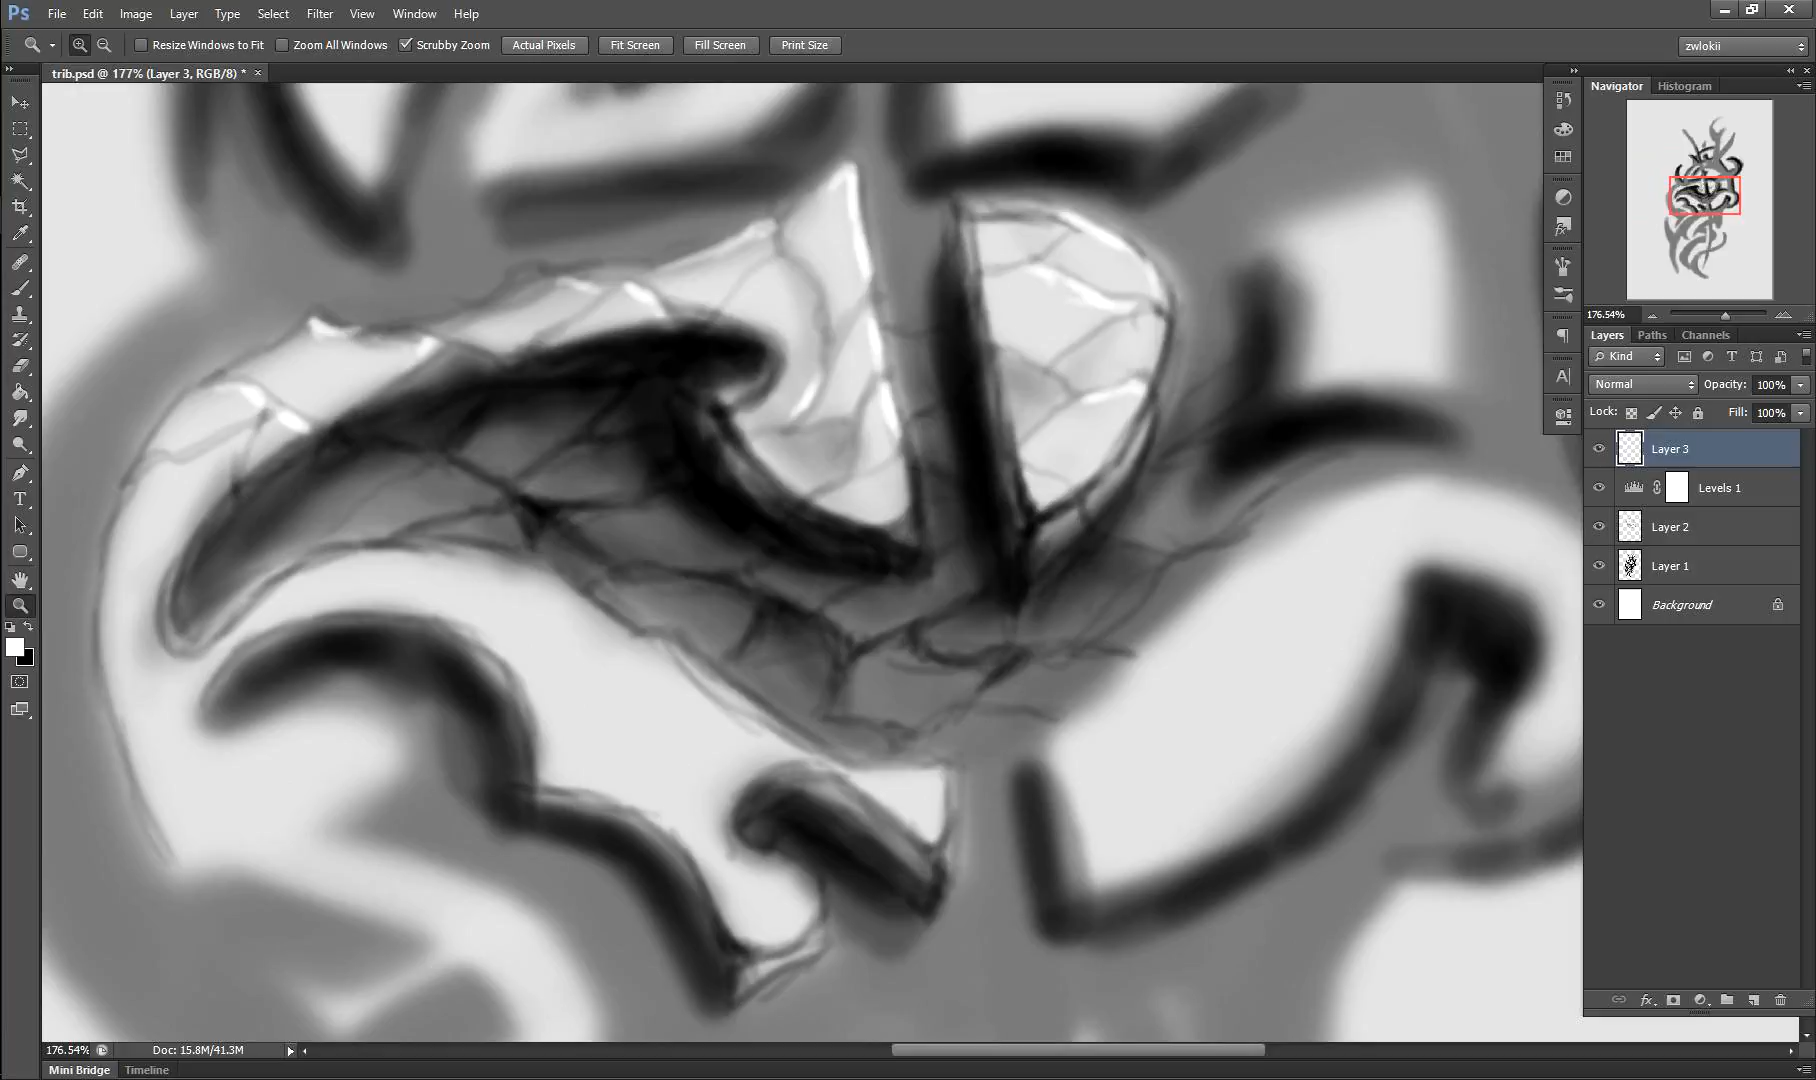 Ps File Edit Image Layer Type Select Filter View Window Help
Resize Windows to Fit Zoom All Windows Scrubby Zoom Actual Pixels Fit Screen Fill Screen Print Size zwlokii
trib.psd @ 177% (Layer 3, RGB/8) * ×
Navigator Histogram
176.54%
Layers Paths Channels
Kind
Normal Opacity: 100%
Lock: Fill: 100%
Layer 3
Levels 1
Layer 2
Layer 1
Background
176.54% Doc: 15.8M/41.3M
Mini Bridge Timeline